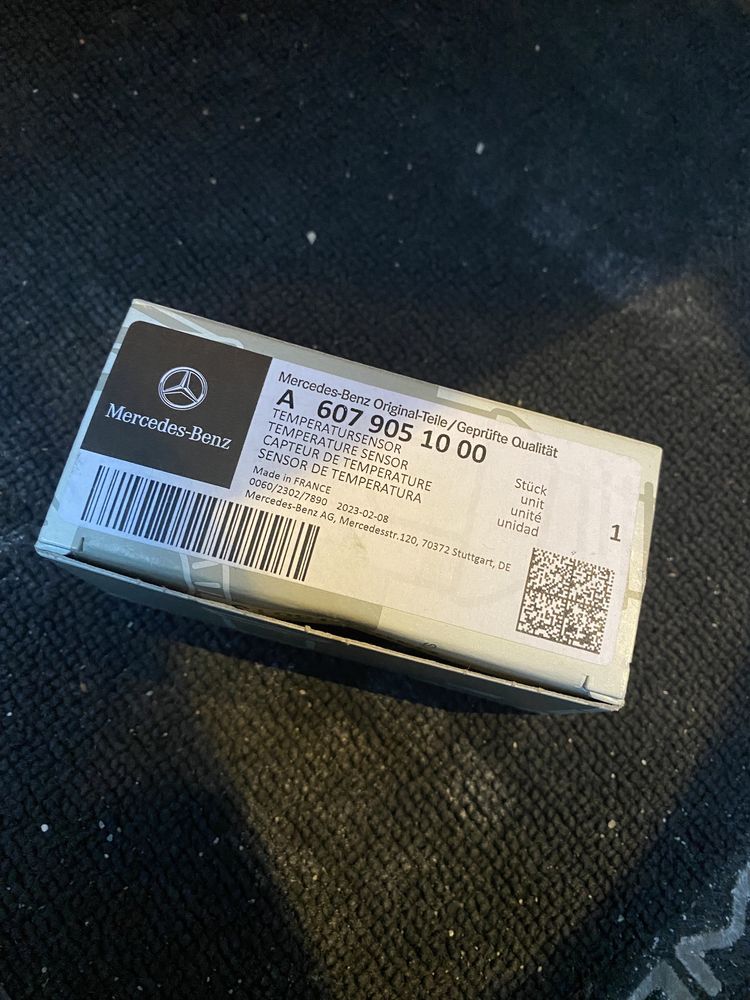 Mercedes-Benz
Mercedes-Benz Original-Teile/Geprüfte Qualität
A 607 905 10 00
TEMPERATURSENSOR
TEMPERATURE SENSOR
CAPTEUR DE TEMPERATURE
SENSOR DE TEMPERATURA
Stück
unit
unité
unidad
1
Made in FRANCE
0060/2302/7890 2023-02-08
Mercedes-Benz AG, Mercedesstr.120, 70372 Stuttgart, DE